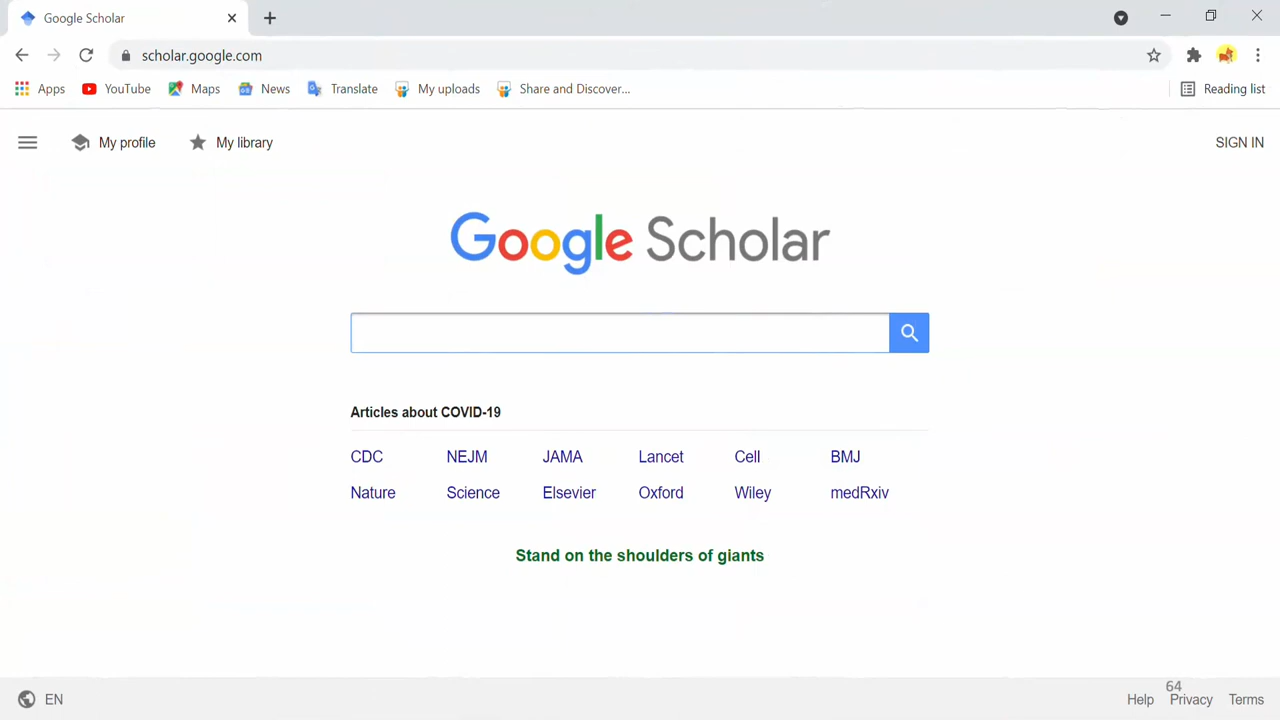 Google Scholar
scholar.google.com
Apps YouTube Maps News Translate My uploads Share and Discover... Reading list
My profile My library SIGN IN
Google Scholar
Articles about COVID-19
CDC NEJM JAMA Lancet Cell BMJ
Nature Science Elsevier Oxford Wiley medRxiv
Stand on the shoulders of giants
64
EN Help Privacy Terms